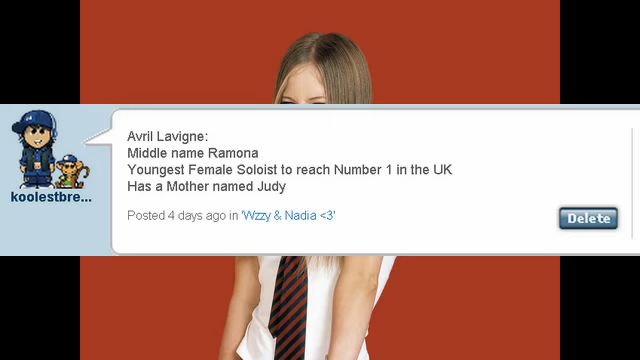 Avril Lavigne:
Middle name Ramona
Youngest Female Soloist to reach Number 1 in the UK
Has a Mother named Judy
koolestbre...
Posted 4 days ago in 'Wzzy & Nadia <3'
Delete